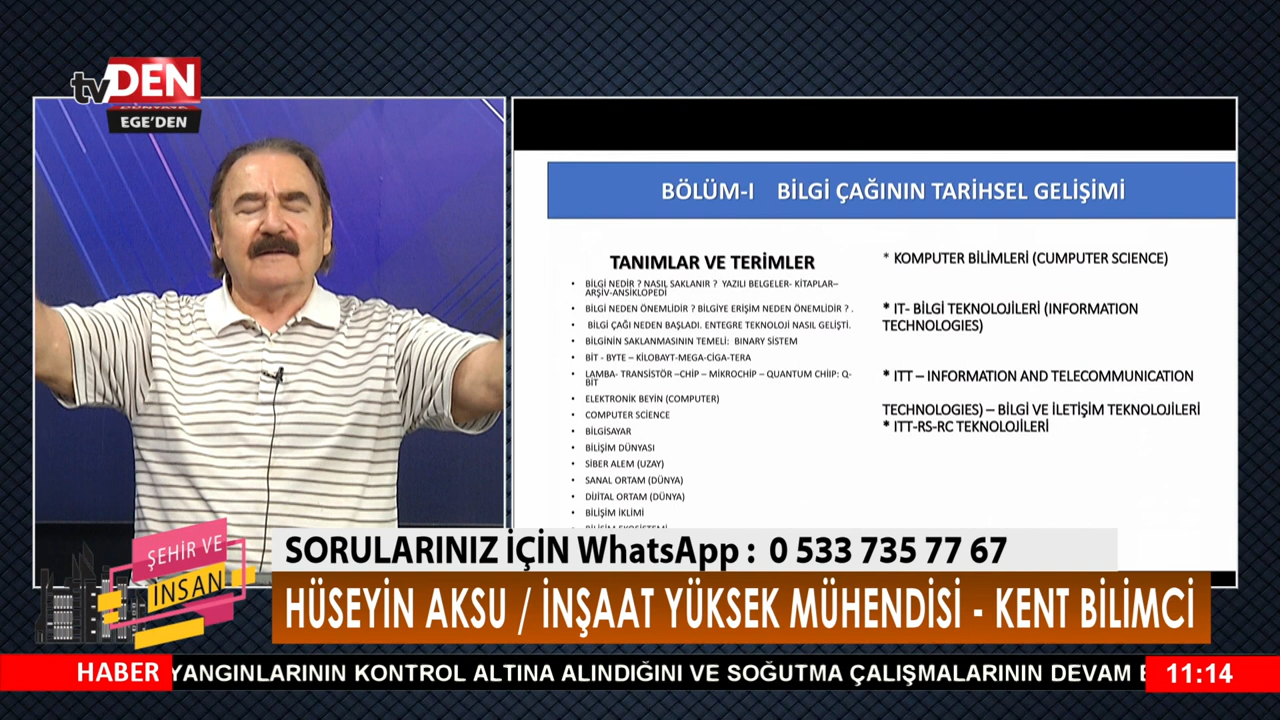 tvDEN
EGE'DEN
BÖLÜM-I BİLGİ ÇAĞININ TARİHSEL GELİŞİMİ
TANIMLAR VE TERİMLER
• BİLGİ NEDİR ? NASIL SAKLANIR ? YAZILI BELGELER- KİTAPLAR–
ARŞİV-ANSİKLOPEDİ
• BİLGİ NEDEN ÖNEMLİDİR ? BİLGİYE ERİŞİM NEDEN ÖNEMLİDİR ? .
• BİLGİ ÇAĞI NEDEN BAŞLADI. ENTEGRE TEKNOLOJİ NASIL GELİŞTİ.
• BİLGİNİN SAKLANMASININ TEMELİ: BINARY SİSTEM
• BİT - BYTE – KİLOBAYT-MEGA-CİGA-TERA
• LAMBA- TRANSİSTÖR –CHİP – MİKROCHİP – QUANTUM CHİP: Q-
BİT
• ELEKTRONİK BEYİN (COMPUTER)
• COMPUTER SCIENCE
• BİLGİSAYAR
• BİLİŞİM DÜNYASI
• SİBER ALEM (UZAY)
• SANAL ORTAM (DÜNYA)
• DİJİTAL ORTAM (DÜNYA)
• BİLİŞİM İKLİMİ
* KOMPUTER BİLİMLERİ (CUMPUTER SCIENCE)
* IT- BİLGİ TEKNOLOJİLERİ (INFORMATION
TECHNOLOGIES)
* ITT – INFORMATION AND TELECOMMUNICATION
TECHNOLOGIES) – BİLGİ VE İLETİŞİM TEKNOLOJİLERİ
* ITT-RS-RC TEKNOLOJİLERİ
ŞEHİR VE
İNSAN
SORULARINIZ İÇİN WhatsApp : 0 533 735 77 67
HÜSEYİN AKSU / İNŞAAT YÜKSEK MÜHENDİSİ - KENT BİLİMCİ
HABER YANGINLARININ KONTROL ALTINA ALINDIĞINI VE SOĞUTMA ÇALIŞMALARININ DEVAM 11:14